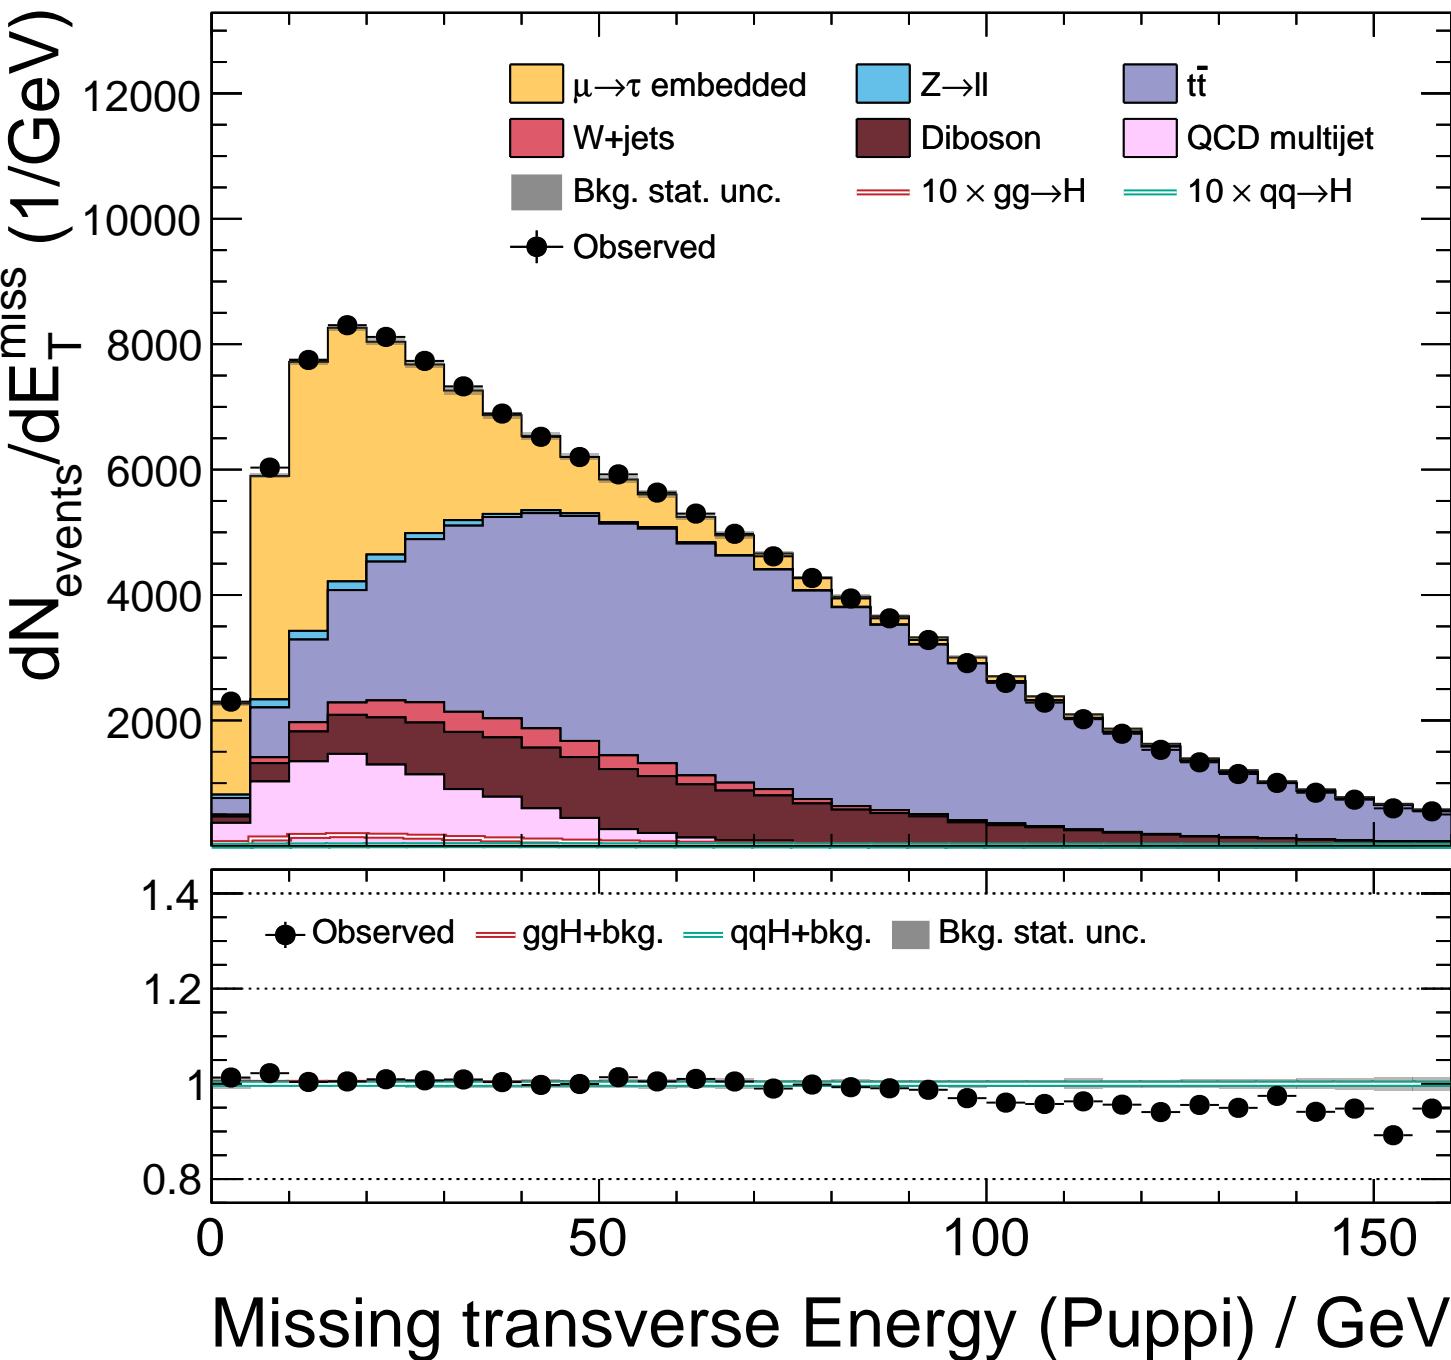 dN_events/dE_T^miss (1/GeV)
12000
10000
8000
6000
4000
2000
μ→τ embedded
Z→ll
tt̄
W+jets
Diboson
QCD multijet
Bkg. stat. unc.
10 × gg→H
10 × qq→H
Observed
1.4
1.2
1
0.8
Observed
ggH+bkg.
qqH+bkg.
Bkg. stat. unc.
0
50
100
150
Missing transverse Energy (Puppi) / GeV